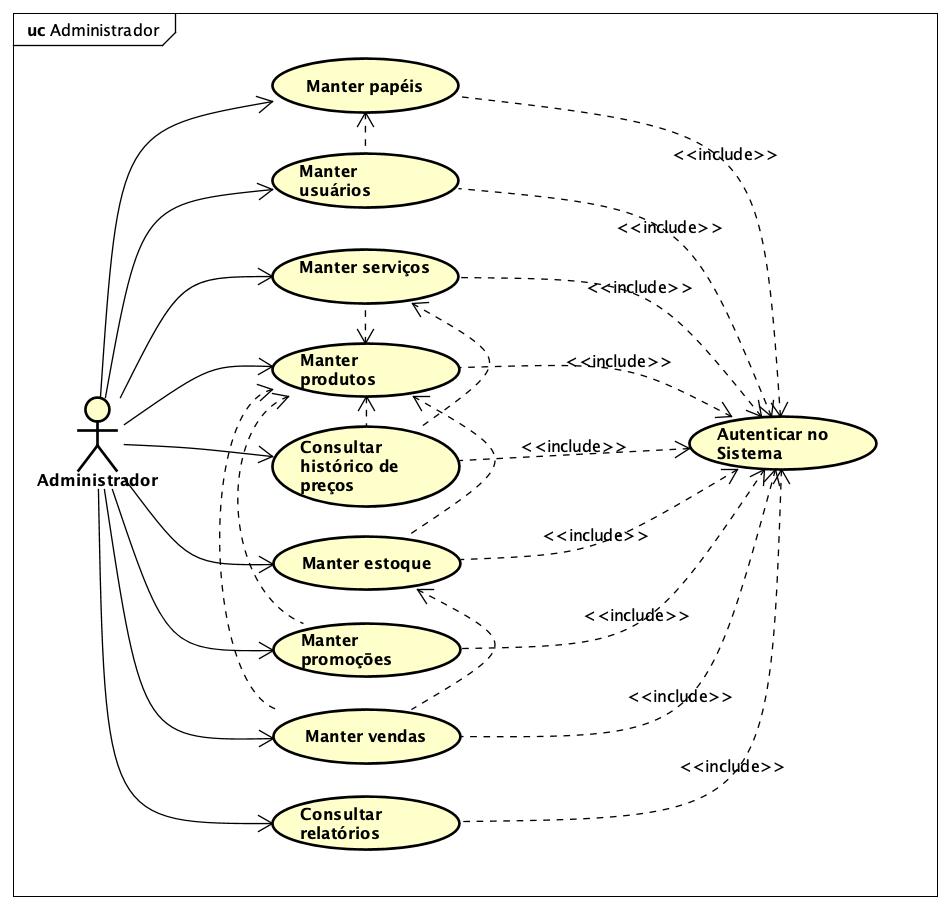 uc Administrador
Manter papéis
<<include>>
Manter
usuários
<<include>>
Manter serviços
<<include>>
Manter
produtos
<<include>>
Autenticar no
Sistema
Consultar
histórico de
preços
<<include>>
Administrador
Manter estoque
<<include>>
Manter
promoções
<<include>>
Manter vendas
<<include>>
Consultar
relatórios
<<include>>